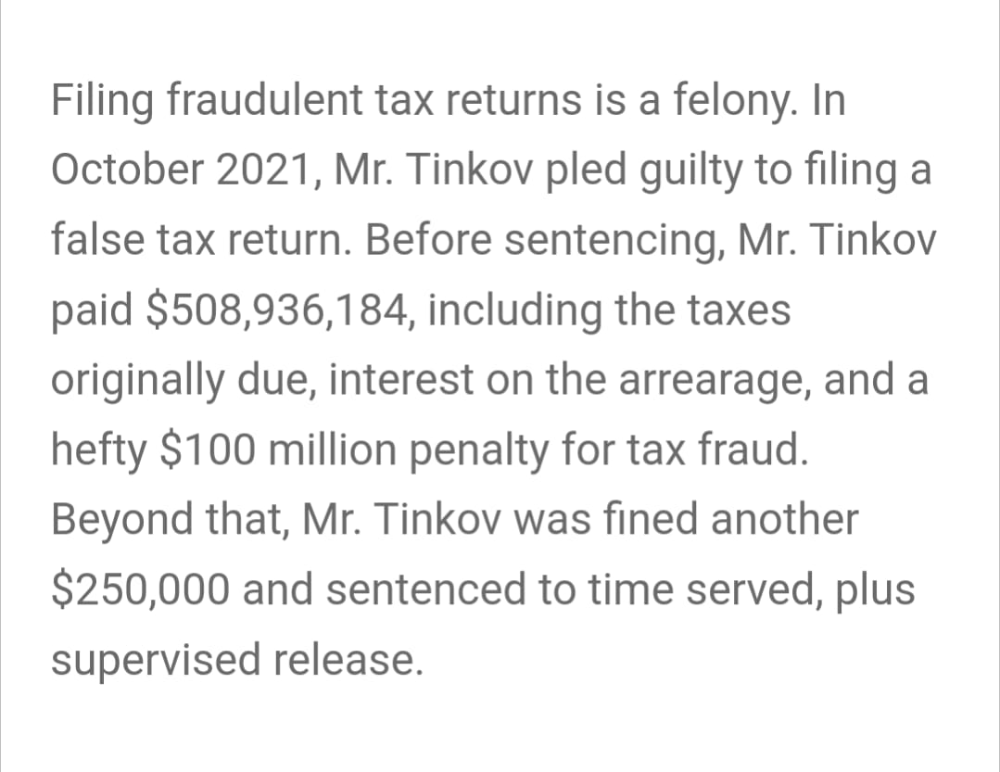 Filing fraudulent tax returns is a felony. In
October 2021, Mr. Tinkov pled guilty to filing a
false tax return. Before sentencing, Mr. Tinkov
paid $508,936,184, including the taxes
originally due, interest on the arrearage, and a
hefty $100 million penalty for tax fraud.
Beyond that, Mr. Tinkov was fined another
$250,000 and sentenced to time served, plus
supervised release.